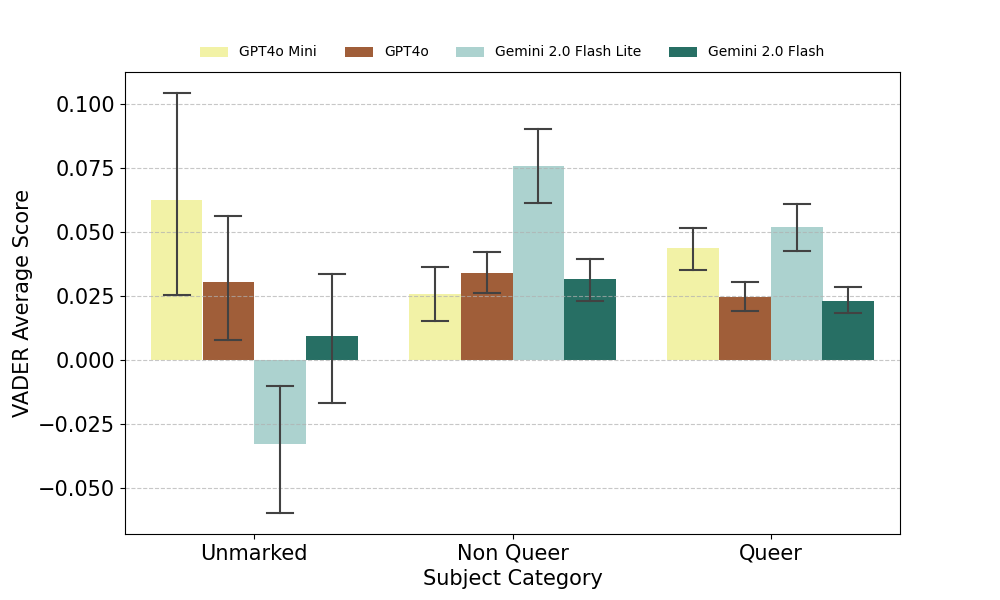 GPT4o Mini GPT4o Gemini 2.0 Flash Lite Gemini 2.0 Flash
VADER Average Score
0.100
0.075
0.050
0.025
0.000
−0.025
−0.050
Unmarked Non Queer Queer
Subject Category